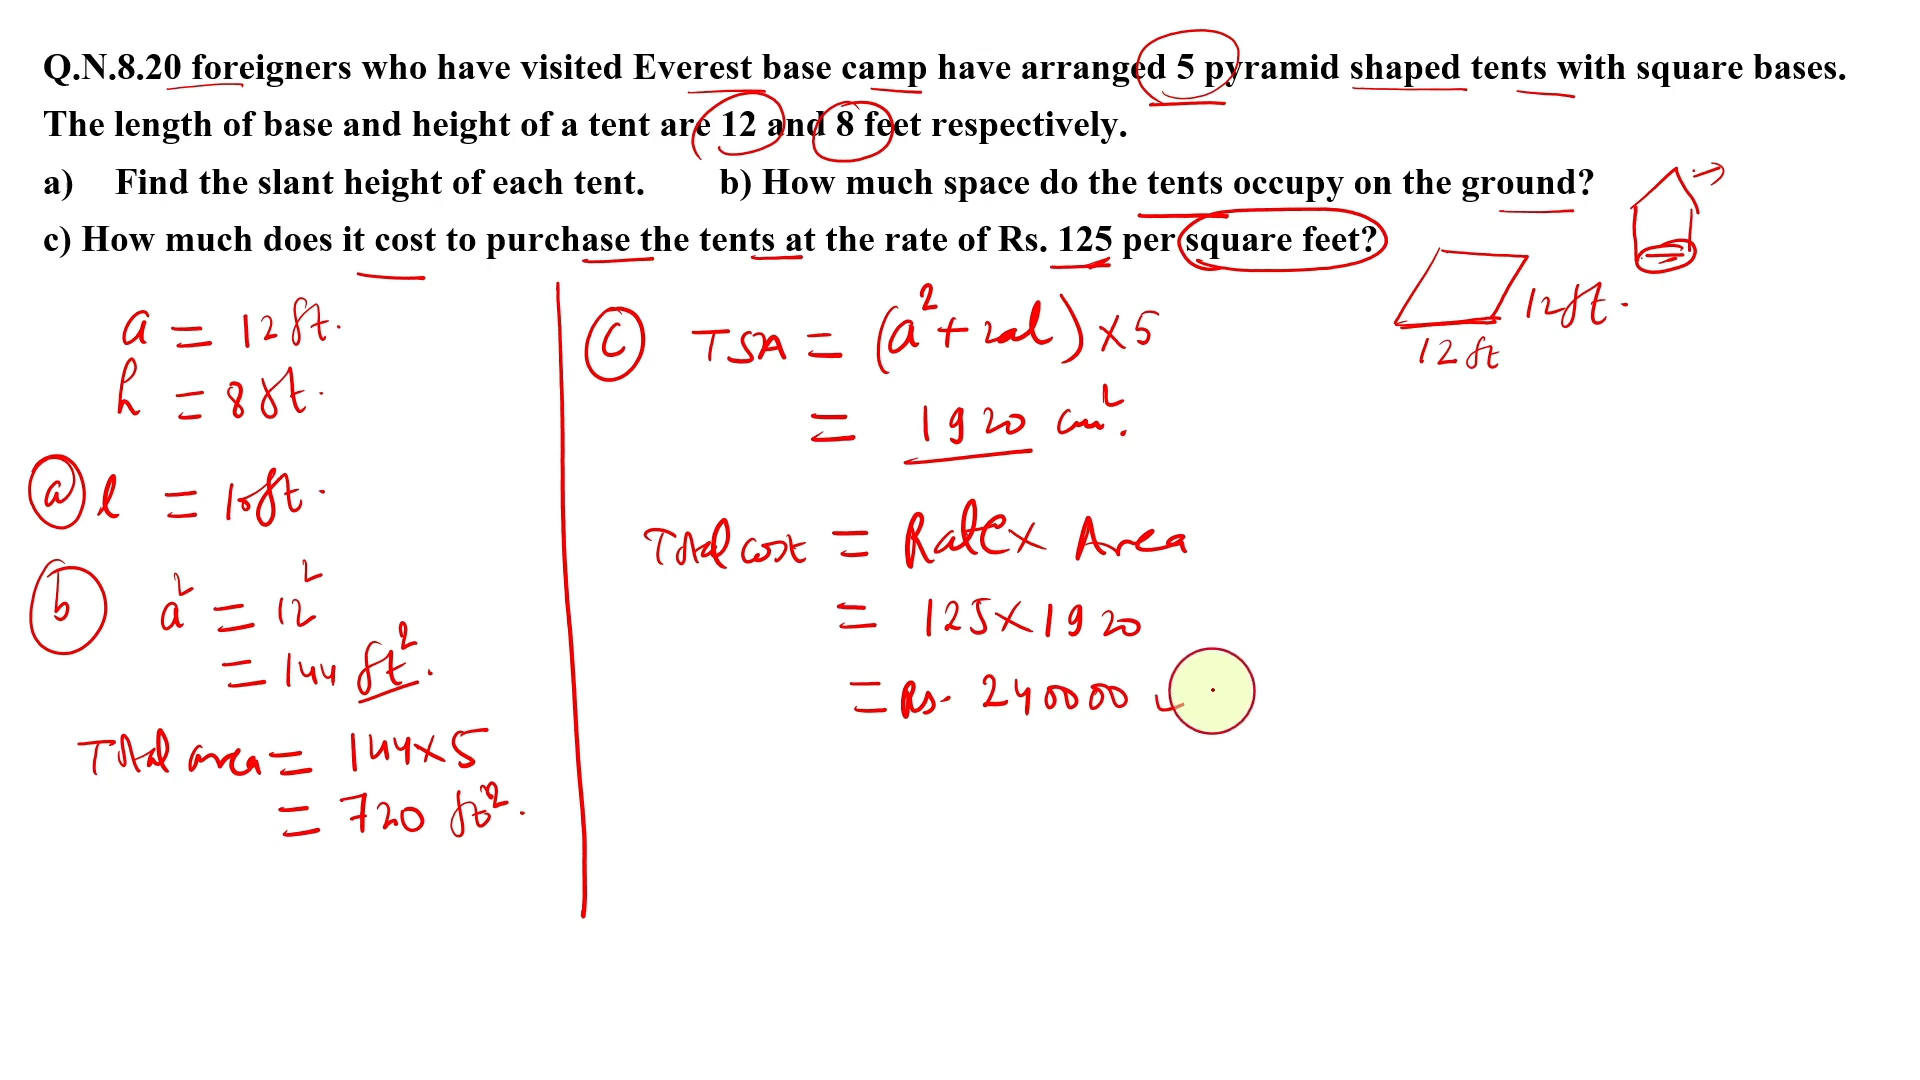 Q.N.8.20 foreigners who have visited Everest base camp have arranged 5 pyramid shaped tents with square bases.
The length of base and height of a tent are 12 and 8 feet respectively.
a) Find the slant height of each tent. b) How much space do the tents occupy on the ground?
c) How much does it cost to purchase the tents at the rate of Rs. 125 per square feet?
a = 12 ft.
h = 8 ft.
(a) l = 10 ft.
(b) a² = 12²
= 144 ft².
Total area = 144 × 5
= 720 ft².
(c) TSA = (a² + 2al) × 5
= 1920 cm².
Total cost = Rate × Area
= 125 × 1920
= Rs. 240000
12 ft.
12 ft